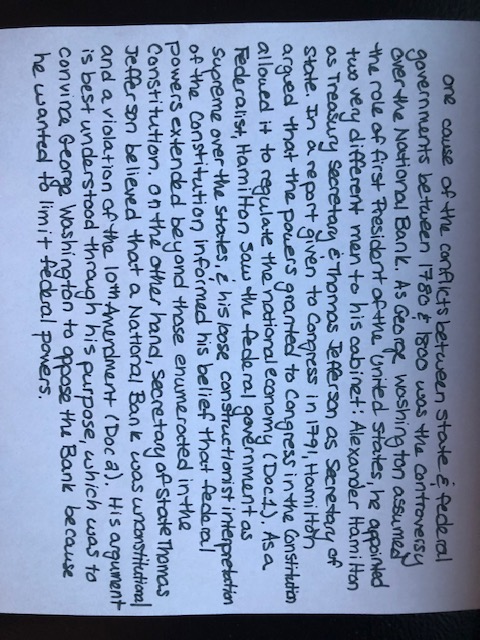 one cause of the conflicts between state & federal
governments between 1780 & 1800 was the controversy
over the National Bank. As George Washington assumed
the role of first President of the United States, he appointed
two very different men to his cabinet: Alexander Hamilton
as Treasury Secretary & Thomas Jefferson as Secretary of
State. In a report given to Congress in 1791, Hamilton
argued that the powers granted to Congress in the Constitution
allowed it to regulate the national economy (Doc 1). As a
Federalist, Hamilton saw the federal government as
supreme over the states, & his loose constructionist interpretation
of the Constitution informed his belief that federal
powers extended beyond those enumerated in the
Constitution. On the other hand, Secretary of State Thomas
Jefferson believed that a National Bank was unconstitutional
and a violation of the 10th Amendment (Doc 2). His argument
is best understood through his purpose, which was to
convince George Washington to oppose the Bank because
he wanted to limit federal powers.